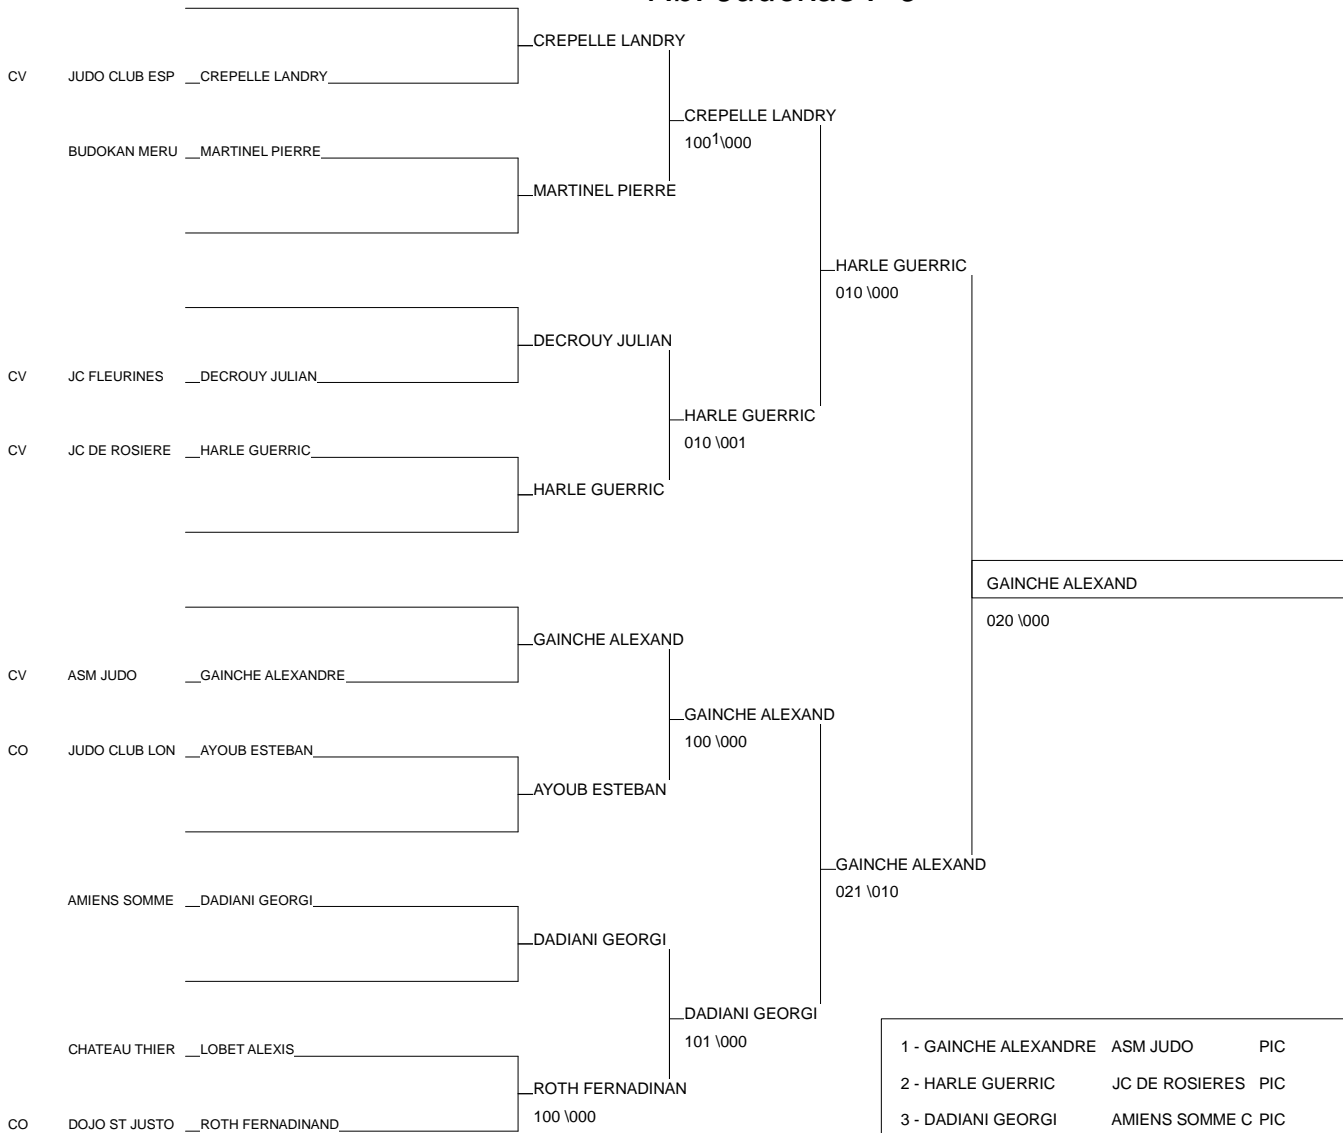 CREPELLE LANDRY
CV JUDO CLUB ESP CREPELLE LANDRY
CREPELLE LANDRY
100 1\000
BUDOKAN MERU MARTINEL PIERRE
MARTINEL PIERRE
HARLE GUERRIC
010 \000
DECROUY JULIAN
CV JC FLEURINES DECROUY JULIAN
HARLE GUERRIC
010 \001
CV JC DE ROSIERE HARLE GUERRIC
HARLE GUERRIC
GAINCHE ALEXAND
020 \000
GAINCHE ALEXAND
CV ASM JUDO GAINCHE ALEXANDRE
GAINCHE ALEXAND
100 \000
CO JUDO CLUB LON AYOUB ESTEBAN
AYOUB ESTEBAN
GAINCHE ALEXAND
021 \010
AMIENS SOMME DADIANI GEORGI
DADIANI GEORGI
DADIANI GEORGI
101 \000
CHATEAU THIER LOBET ALEXIS
ROTH FERNADINAN
100 \000
CO DOJO ST JUSTO ROTH FERNADINAND
1 - GAINCHE ALEXANDRE ASM JUDO PIC
2 - HARLE GUERRIC JC DE ROSIERES PIC
3 - DADIANI GEORGI AMIENS SOMME C PIC